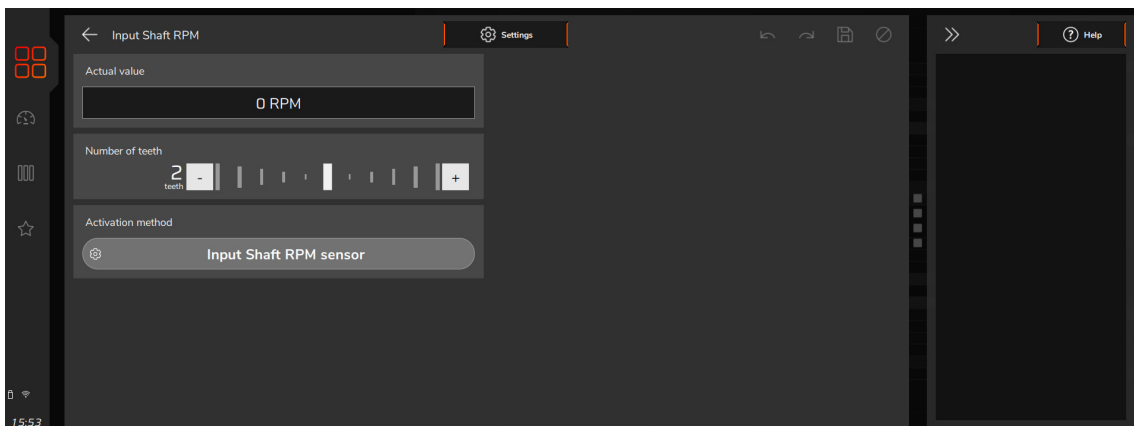 Input Shaft RPM
Settings
Help
Actual value
0 RPM
Number of teeth
2
teeth
-
+
Activation method
Input Shaft RPM sensor
15:53